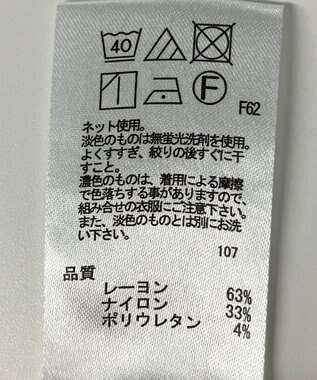 40
F
F62
ネット使用。
淡色のものは無蛍光洗剤を使用。
よくすすぎ、絞りの後すぐに干
すこと。
濃色のものは、着用による摩擦
で色落ちする事がありますので、
組み合せの衣服にご注意下さい。
また、淡色のものとは別にお洗
い下さい。
107
品質
レーヨン 63%
ナイロン 33%
ポリウレタン 4%